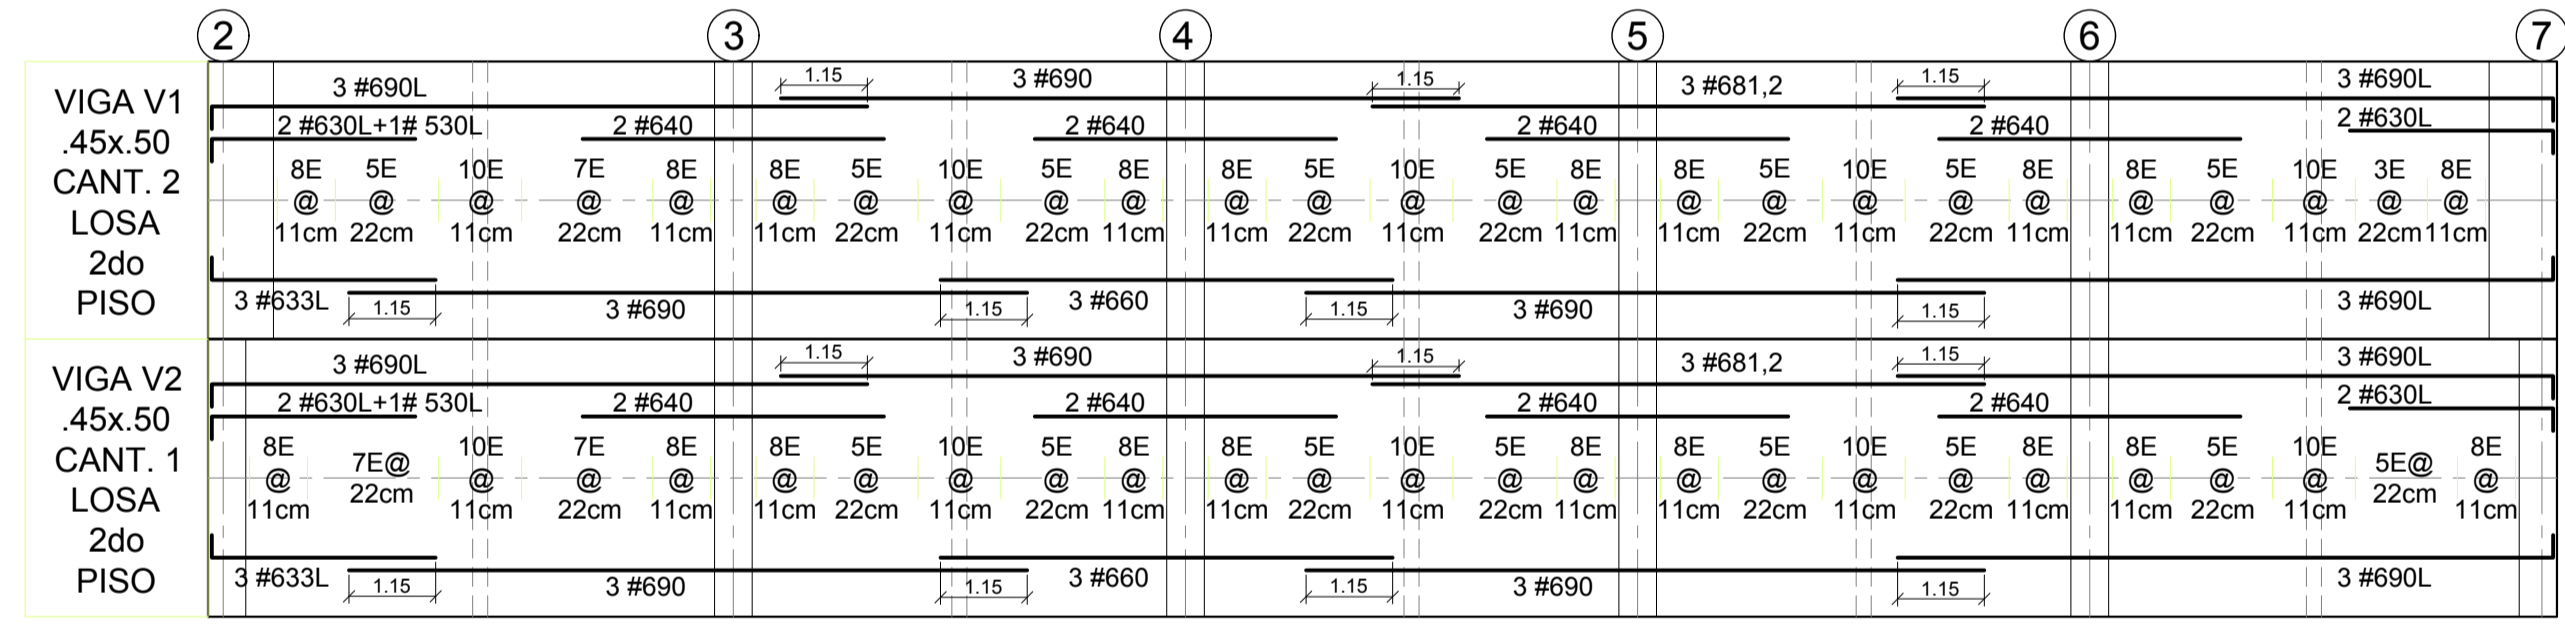 2 3 4 5 6 7
VIGA V1
.45x.50
CANT. 2
LOSA
2do
PISO
3 #690L 1.15 3 #690 1.15 3 #681,2 1.15 3 #690L
2 #630L+1# 530L 2 #640 2 #640 2 #640 2 #640 2 #630L
8E 5E 10E 7E 8E 8E 5E 10E 5E 8E 8E 5E 10E 5E 8E 8E 5E 10E 5E 8E 8E 5E 10E 3E 8E
@ @ @ @ @ @ @ @ @ @ @ @ @ @ @ @ @ @ @ @ @ @ @ @ @
11cm 22cm 11cm 22cm 11cm 11cm 22cm 11cm 22cm 11cm 11cm 22cm 11cm 22cm 11cm 11cm 22cm 11cm 22cm 11cm 11cm 22cm 11cm 22cm 11cm
3 #633L 1.15 3 #690 1.15 3 #660 1.15 3 #690 1.15 3 #690L
VIGA V2
.45x.50
CANT. 1
LOSA
2do
PISO
3 #690L 1.15 3 #690 1.15 3 #681,2 1.15 3 #690L
2 #630L+1# 530L 2 #640 2 #640 2 #640 2 #640 2 #630L
8E 7E@ 10E 7E 8E 8E 5E 10E 5E 8E 8E 5E 10E 5E 8E 8E 5E 10E 5E 8E 8E 5E 10E 5E@ 8E
@ @ @ @ @ @ @ @ @ @ @ @ @ @ @ @ @ @ @ @ @ @ @
11cm 22cm 11cm 22cm 11cm 11cm 22cm 11cm 22cm 11cm 11cm 22cm 11cm 22cm 11cm 11cm 22cm 11cm 22cm 11cm 11cm 22cm 11cm 22cm 11cm
3 #633L 1.15 3 #690 1.15 3 #660 1.15 3 #690 1.15 3 #690L